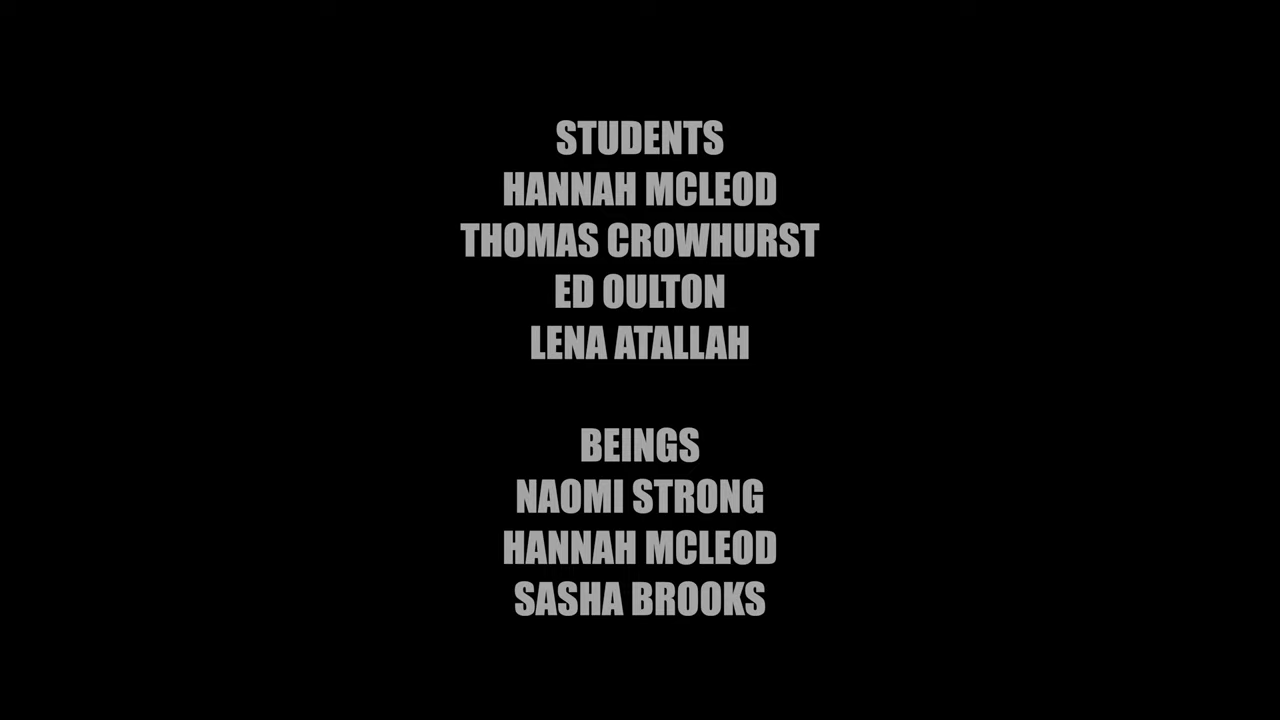 STUDENTS
HANNAH MCLEOD
THOMAS CROWHURST
ED OULTON
LENA ATALLAH
BEINGS
NAOMI STRONG
HANNAH MCLEOD
SASHA BROOKS